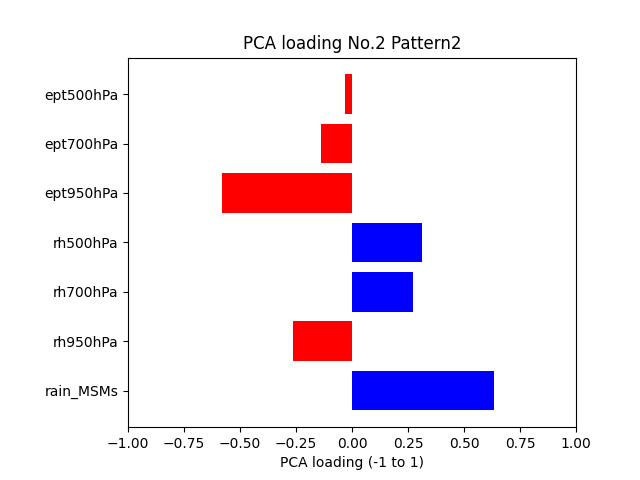 PCA loading No.2 Pattern2
ept500hPa
ept700hPa
ept950hPa
rh500hPa
rh700hPa
rh950hPa
rain_MSMs
−1.00 −0.75 −0.50 −0.25 0.00 0.25 0.50 0.75 1.00
PCA loading (-1 to 1)